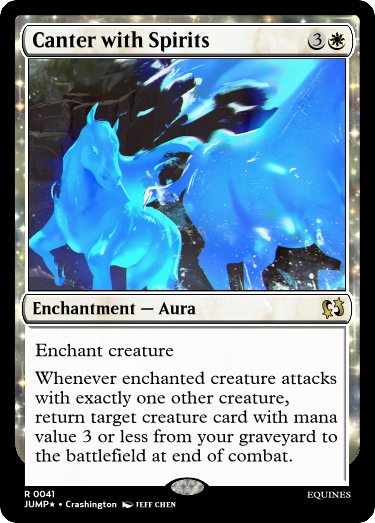 Canter with Spirits
3
Enchantment — Aura
Enchant creature
Whenever enchanted creature attacks
with exactly one other creature,
return target creature card with mana
value 3 or less from your graveyard to
the battlefield at end of combat.
R 0041
JUMP★ • Crashington JEFF CHEN
EQUINES